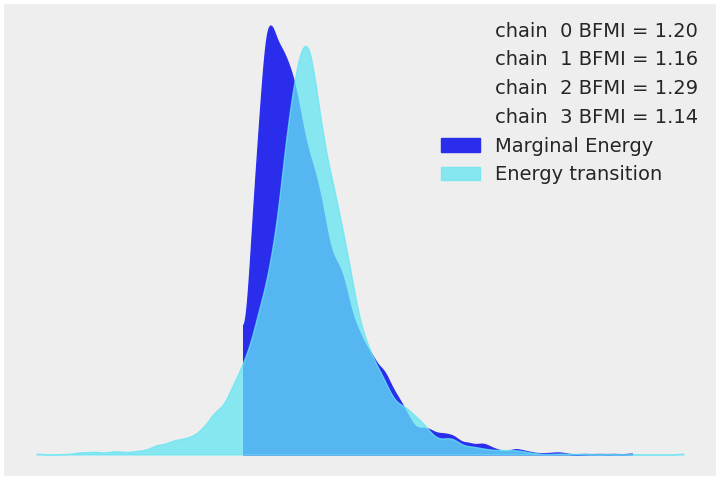 chain  0 BFMI = 1.20
chain  1 BFMI = 1.16
chain  2 BFMI = 1.29
chain  3 BFMI = 1.14
Marginal Energy
Energy transition